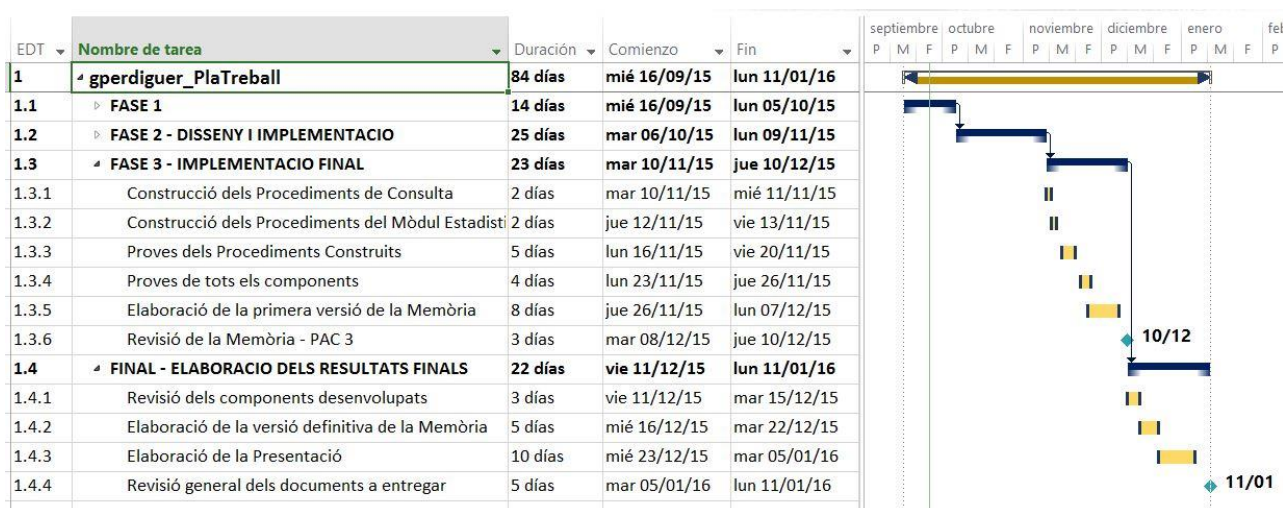 septiembre octubre noviembre diciembre enero feb
EDT Nombre de tarea Duración Comienzo Fin P M F P M F P M F P M F P M F P
1 gperdiguer_PlaTreball 84 días mié 16/09/15 lun 11/01/16
1.1 FASE 1 14 días mié 16/09/15 lun 05/10/15
1.2 FASE 2 - DISSENY I IMPLEMENTACIO 25 días mar 06/10/15 lun 09/11/15
1.3 FASE 3 - IMPLEMENTACIO FINAL 23 días mar 10/11/15 jue 10/12/15
1.3.1 Construcció dels Procediments de Consulta 2 días mar 10/11/15 mié 11/11/15
1.3.2 Construcció dels Procediments del Mòdul Estadisti 2 días jue 12/11/15 vie 13/11/15
1.3.3 Proves dels Procediments Construits 5 días lun 16/11/15 vie 20/11/15
1.3.4 Proves de tots els components 4 días lun 23/11/15 jue 26/11/15
1.3.5 Elaboració de la primera versió de la Memòria 8 días jue 26/11/15 lun 07/12/15
1.3.6 Revisió de la Memòria - PAC 3 3 días mar 08/12/15 jue 10/12/15 10/12
1.4 FINAL - ELABORACIO DELS RESULTATS FINALS 22 días vie 11/12/15 lun 11/01/16
1.4.1 Revisió dels components desenvolupats 3 días vie 11/12/15 mar 15/12/15
1.4.2 Elaboració de la versió definitiva de la Memòria 5 días mié 16/12/15 mar 22/12/15
1.4.3 Elaboració de la Presentació 10 días mié 23/12/15 mar 05/01/16
1.4.4 Revisió general dels documents a entregar 5 días mar 05/01/16 lun 11/01/16 11/01